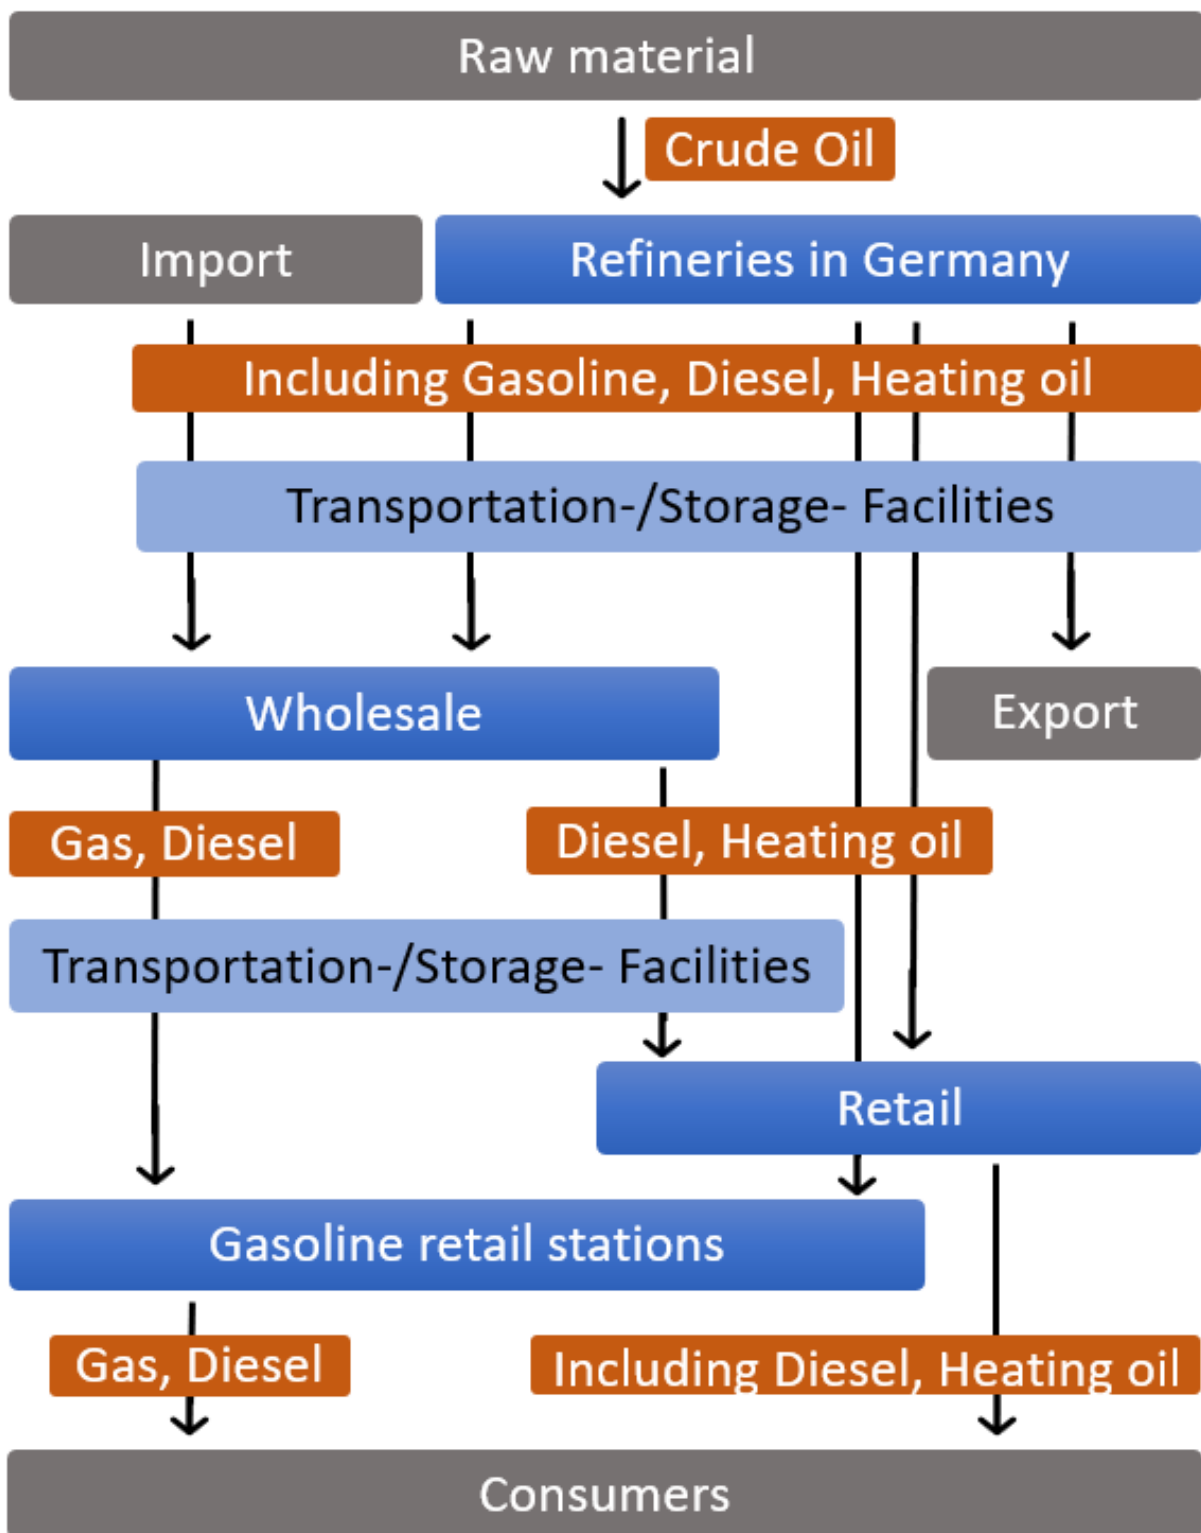 Raw material
Crude Oil
Import
Refineries in Germany
Including Gasoline, Diesel, Heating oil
Transportation-/Storage- Facilities
Wholesale
Export
Gas, Diesel
Diesel, Heating oil
Transportation-/Storage- Facilities
Retail
Gasoline retail stations
Gas, Diesel
Including Diesel, Heating oil
Consumers